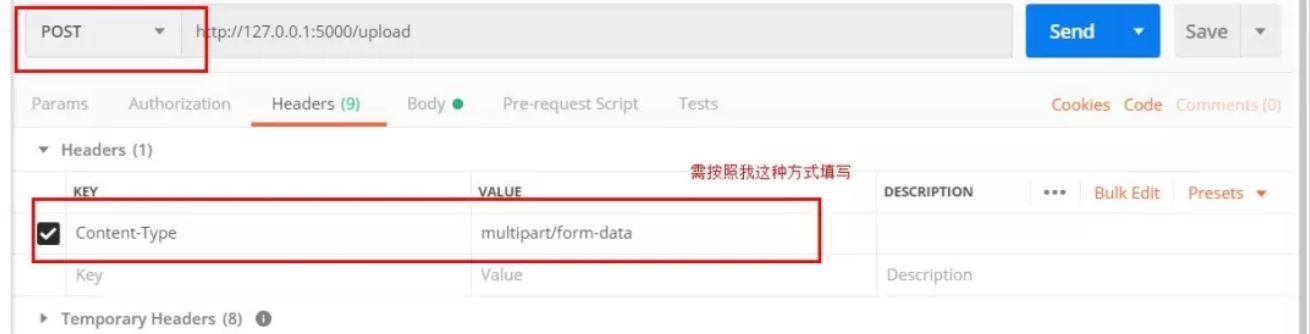 POST http://127.0.0.1:5000/upload Send Save
Params Authorization Headers (9) Body Pre-request Script Tests Cookies Code Comments (0)
Headers (1)
需按照我这种方式填写
KEY VALUE DESCRIPTION ••• Bulk Edit Presets
Content-Type multipart/form-data
Key Value Description
Temporary Headers (8)